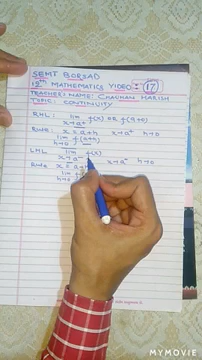 SEMT BORSAD
12th MATHEMATICS VIDEO: 17
TEACHER'S NAME: CHAUHAN HARISH
TOPIC: CONTINUITY
RHL: lim f(x) OR f(a+0)
x→a+
x = a+h x→a+ h→0
lim f(a+h)
h→0
LHL lim f(x)
x→a-
x = a x→a- h→0
lim
h→0
MYMOVIE